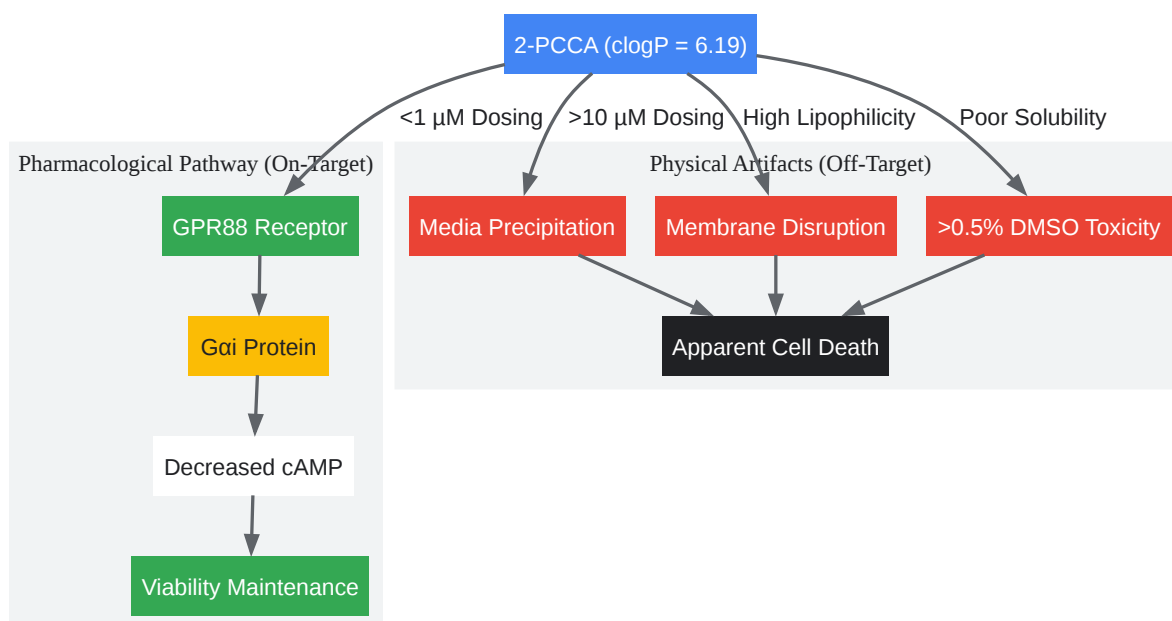 2-PCCA (clogP = 6.19)
<1 µM Dosing
>10 µM Dosing
High Lipophilicity
Poor Solubility
Pharmacological Pathway (On-Target)
Physical Artifacts (Off-Target)
GPR88 Receptor
Media Precipitation
Membrane Disruption
>0.5% DMSO Toxicity
Gαi Protein
Apparent Cell Death
Decreased cAMP
Viability Maintenance